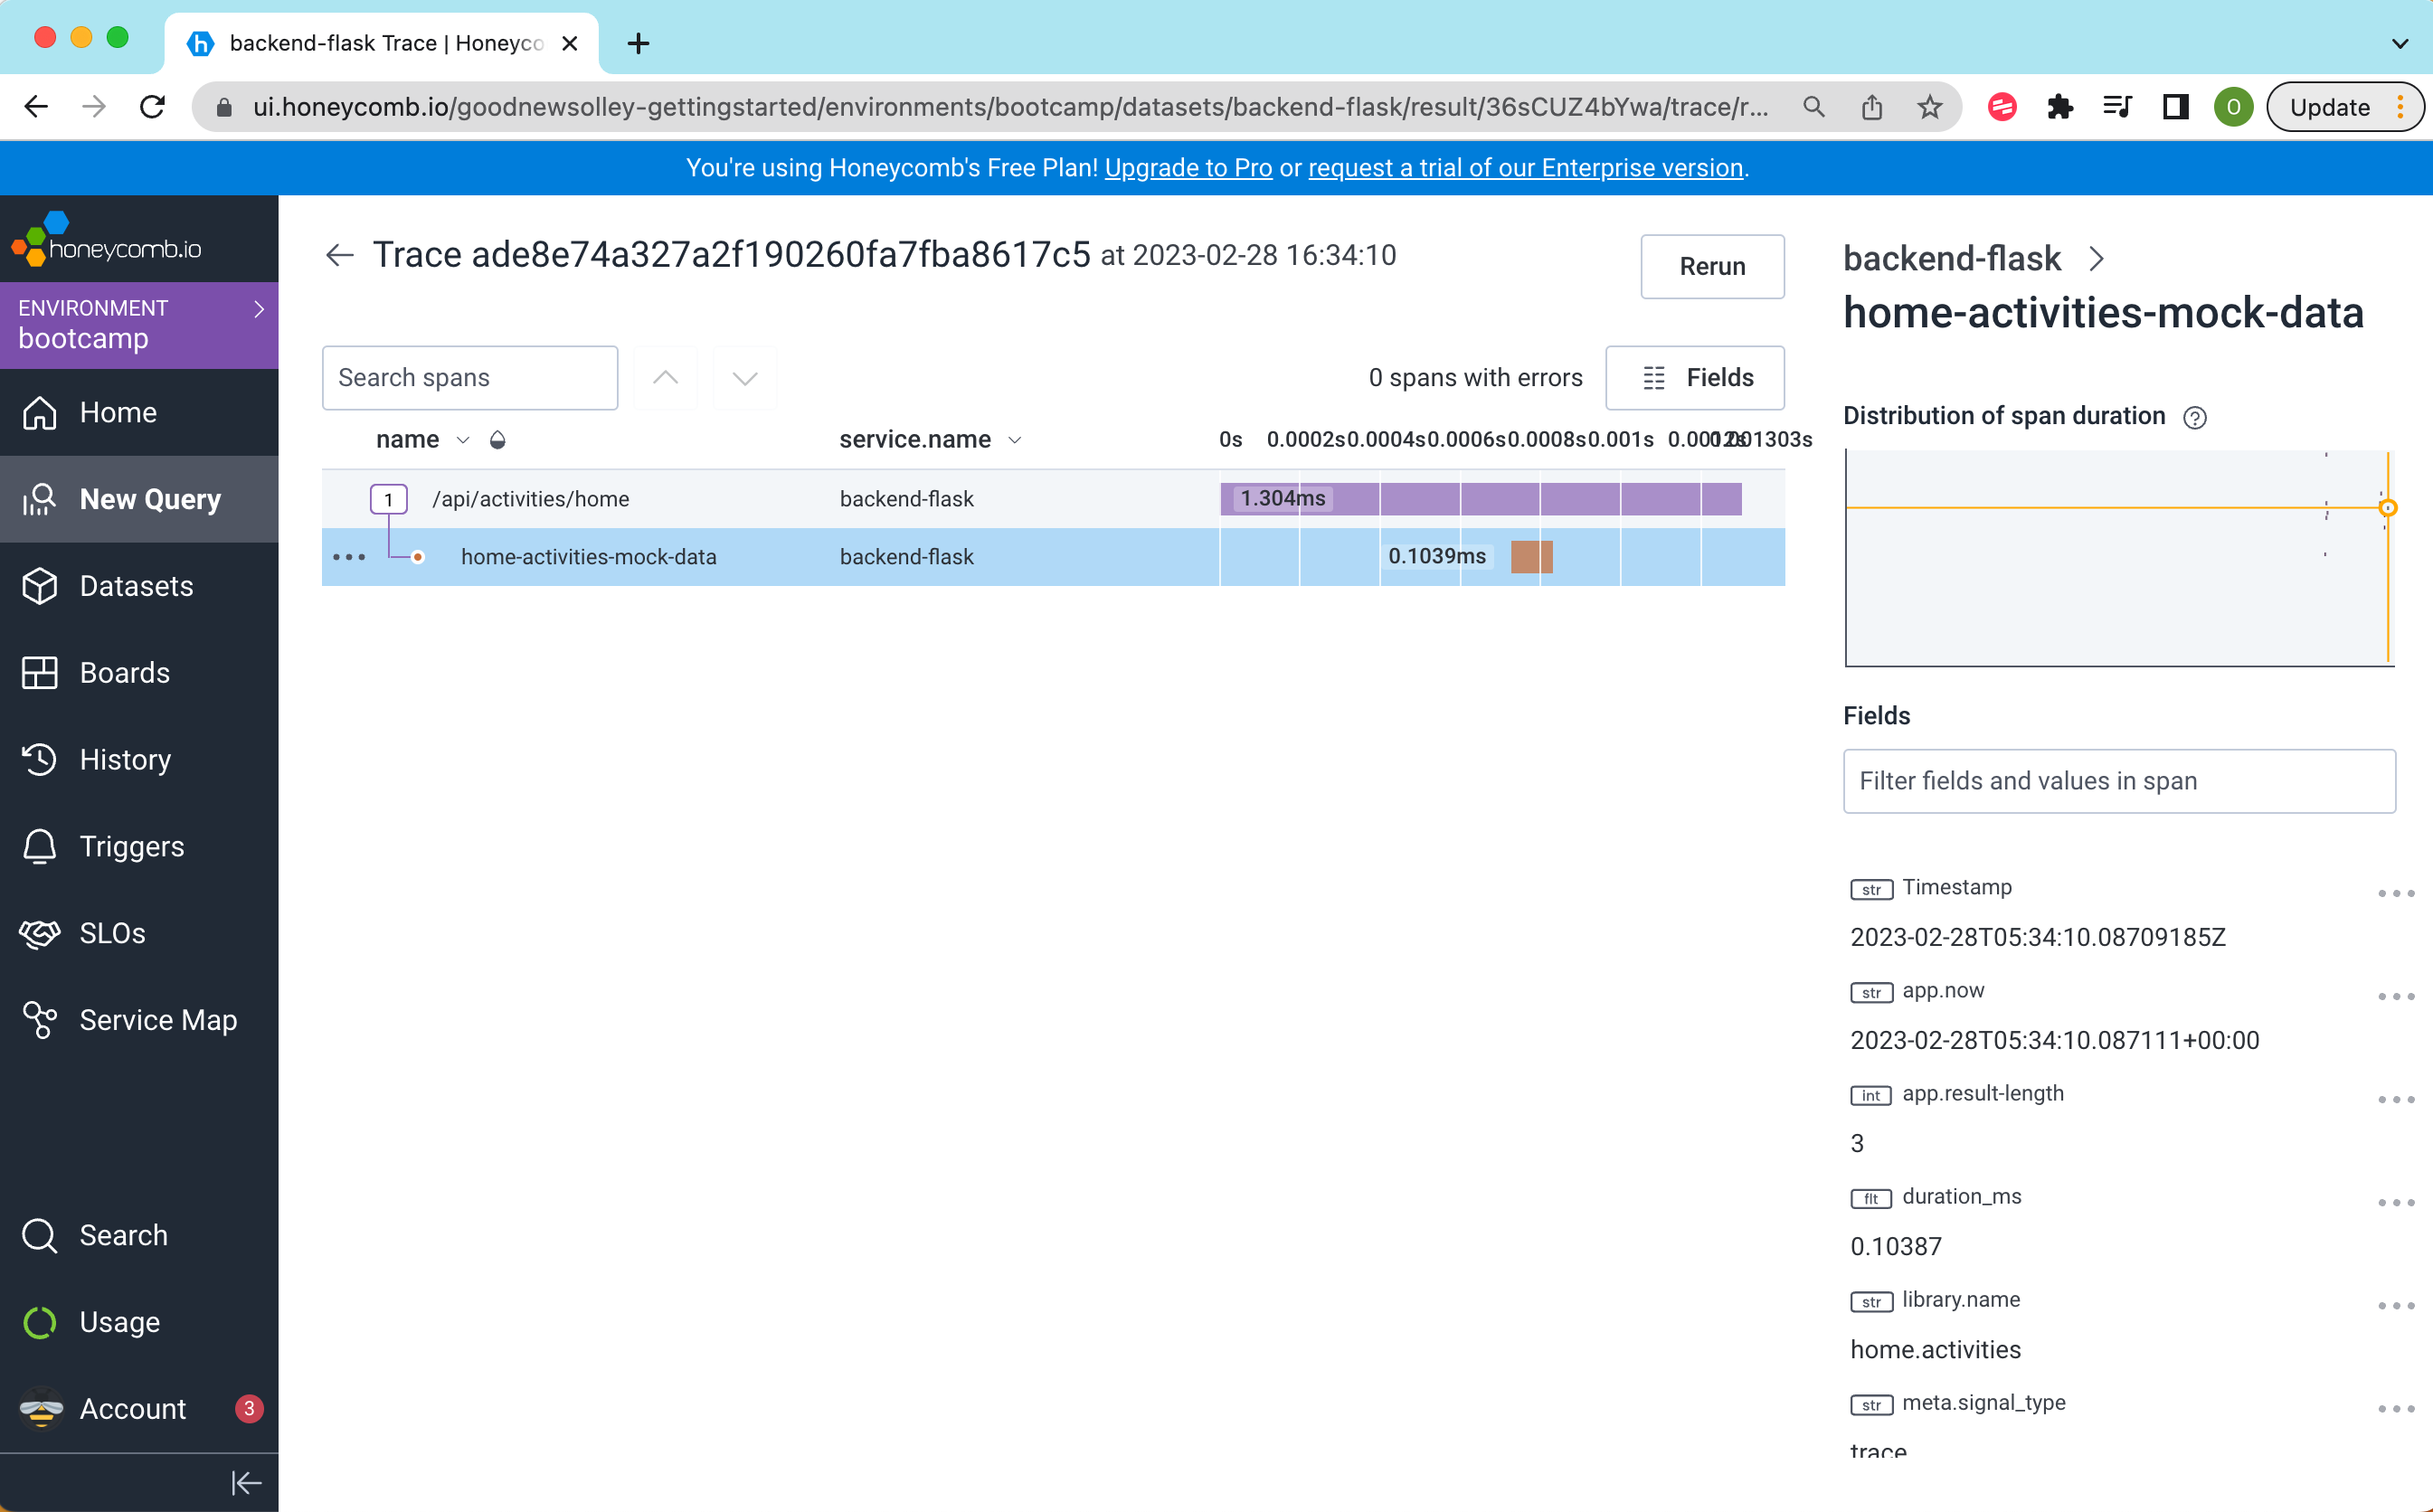 backend-flask Trace | Honeyco
ui.honeycomb.io/goodnewsolley-gettingstarted/environments/bootcamp/datasets/backend-flask/result/36sCUZ4bYwa/trace/r...
O
Update
You're using Honeycomb's Free Plan! Upgrade to Pro or request a trial of our Enterprise version.
honeycomb.io
ENVIRONMENT
bootcamp
Home
New Query
Datasets
Boards
History
Triggers
SLOs
Service Map
Search
Usage
Account 3
Trace ade8e74a327a2f190260fa7fba8617c5 at 2023-02-28 16:34:10
Rerun
Search spans
0 spans with errors
Fields
name service.name 0s 0.0002s 0.0004s 0.0006s 0.0008s 0.001s 0.0012s 0.001303s
1 /api/activities/home backend-flask 1.304ms
home-activities-mock-data backend-flask 0.1039ms
backend-flask
home-activities-mock-data
Distribution of span duration ?
Fields
Filter fields and values in span
str Timestamp
2023-02-28T05:34:10.08709185Z
str app.now
2023-02-28T05:34:10.087111+00:00
int app.result-length
3
flt duration_ms
0.10387
str library.name
home.activities
str meta.signal_type
trace